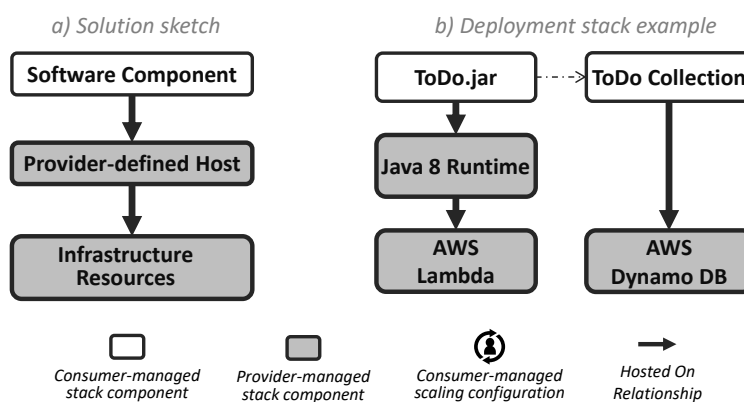 a) Solution sketch
b) Deployment stack example
Software Component
Provider-defined Host
Infrastructure
Resources
ToDo.jar
ToDo Collection
Java 8 Runtime
AWS
Lambda
AWS
Dynamo DB
Consumer-managed
stack component
Provider-managed
stack component
Consumer-managed
scaling configuration
Hosted On
Relationship